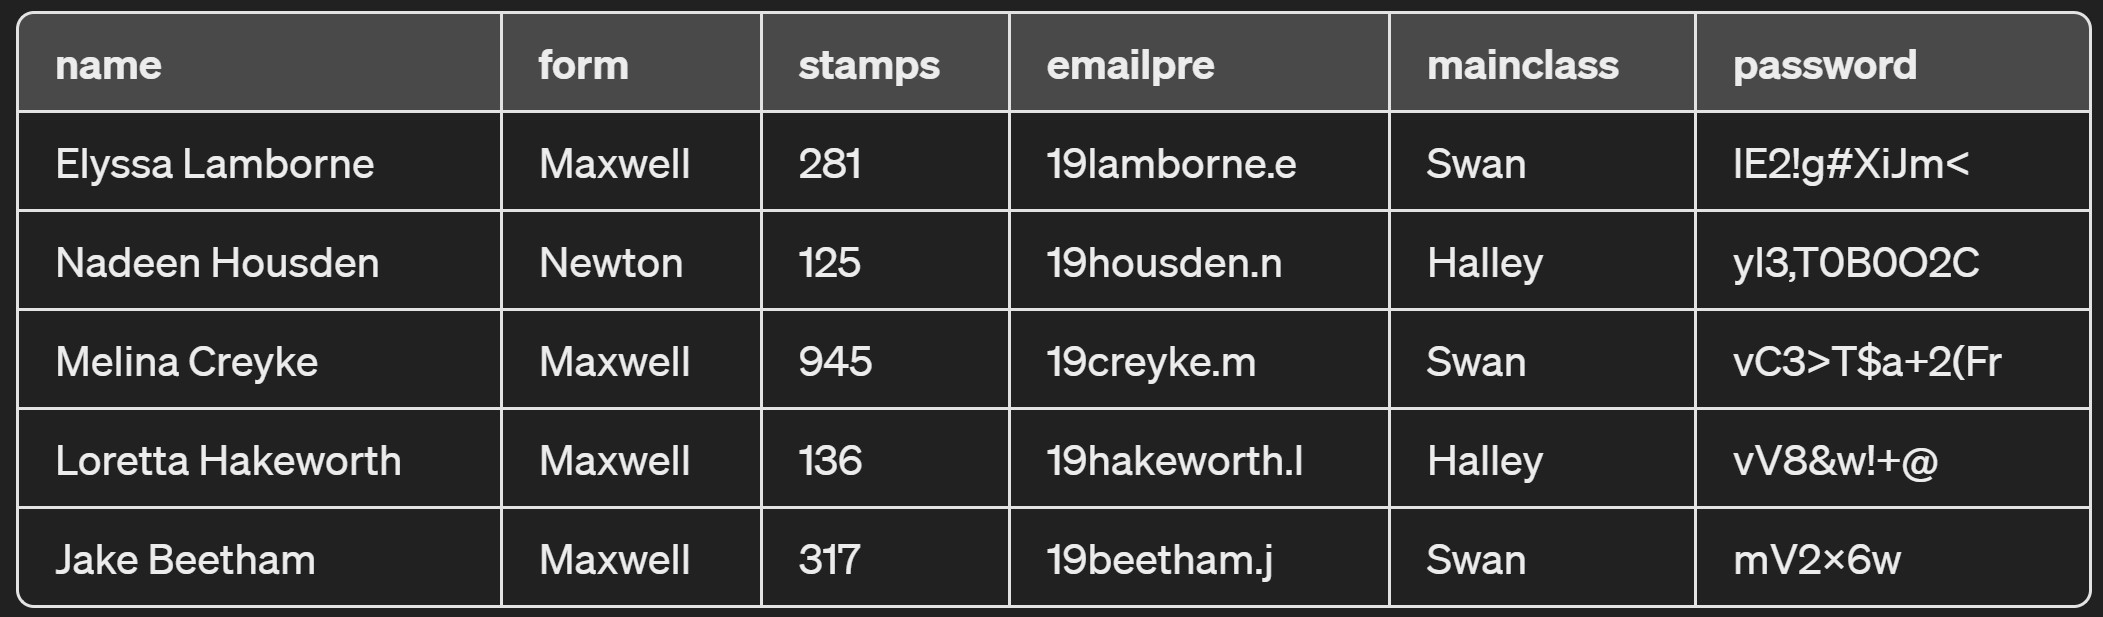 name form stamps emailpre mainclass password
Elyssa Lamborne Maxwell 281 19lamborne.e Swan lE2!g#XiJm<
Nadeen Housden Newton 125 19housden.n Halley yI3,T0B0O2C
Melina Creyke Maxwell 945 19creyke.m Swan vC3>T$a+2(Fr
Loretta Hakeworth Maxwell 136 19hakeworth.l Halley vV8&w!+@
Jake Beetham Maxwell 317 19beetham.j Swan mV2×6w